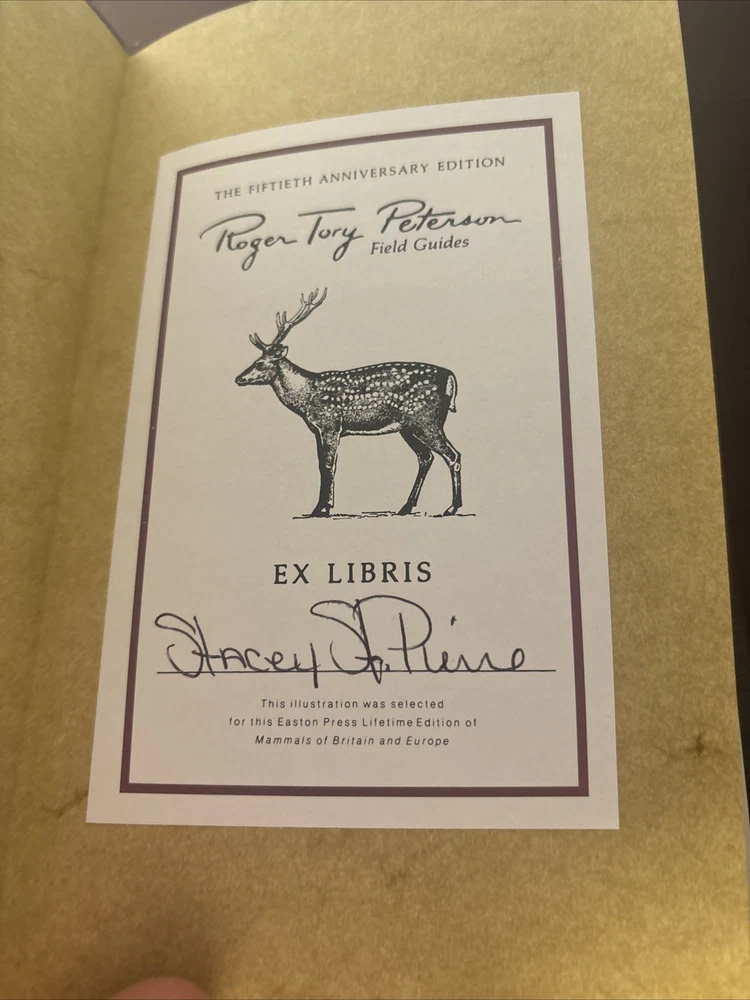 THE FIFTIETH ANNIVERSARY EDITION
Roger Tory Peterson
Field Guides
EX LIBRIS
Stacey St. Pierre
This illustration was selected
for this Easton Press Lifetime Edition of
Mammals of Britain and Europe